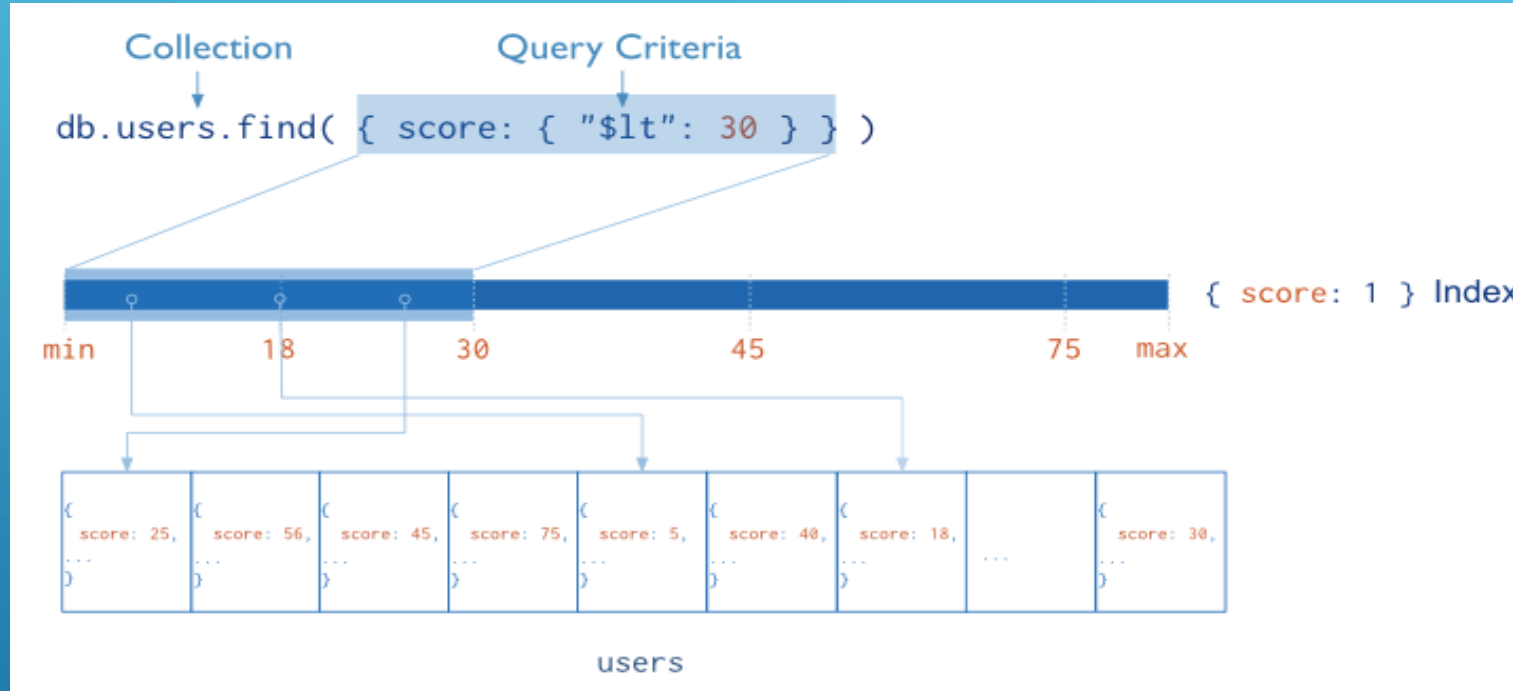 Collection Query Criteria
db.users.find( { score: { "$lt": 30 } } )
{ score: 1 } Index
min 18 30 45 75 max
{ { { { { { { {
score: 25, score: 56, score: 45, score: 75, score: 5, score: 40, score: 18, score: 30,
... ... ... ... ... ... ... ... ...
} } } } } } } }
users